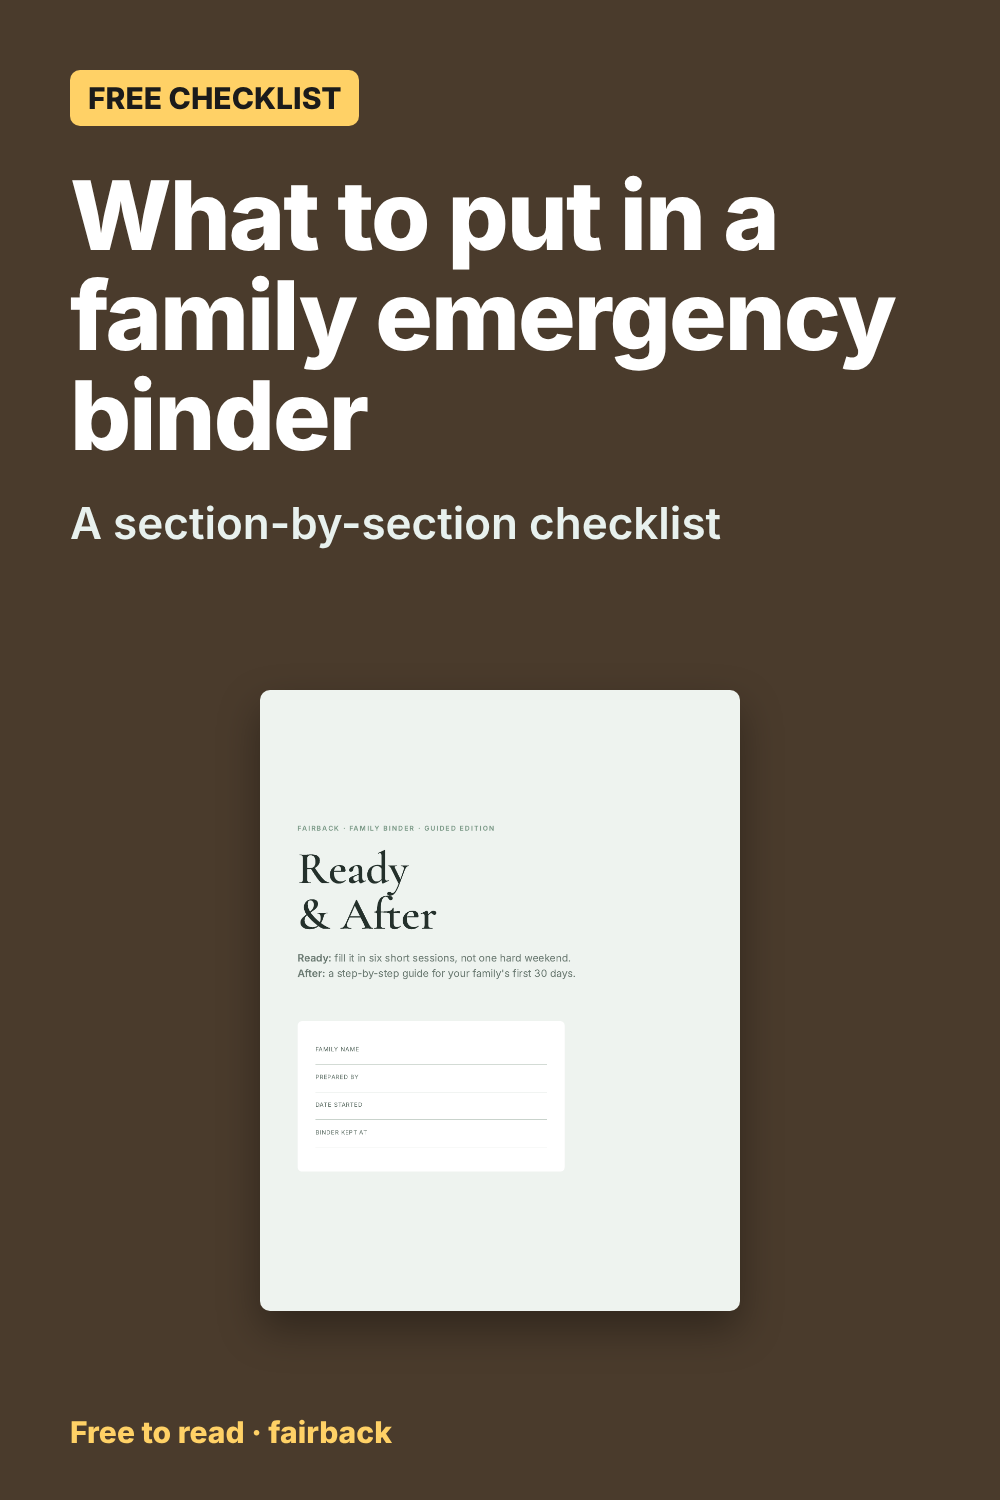 FREE CHECKLIST
What to put in a
family emergency
binder
A section-by-section checklist
FAIRBACK · FAMILY BINDER · GUIDED EDITION
Ready
& After
Ready: fill it in six short sessions, not one hard weekend.
After: a step-by-step guide for your family's first 30 days.
FAMILY NAME
PREPARED BY
DATE STARTED
BINDER KEPT AT
Free to read · fairback